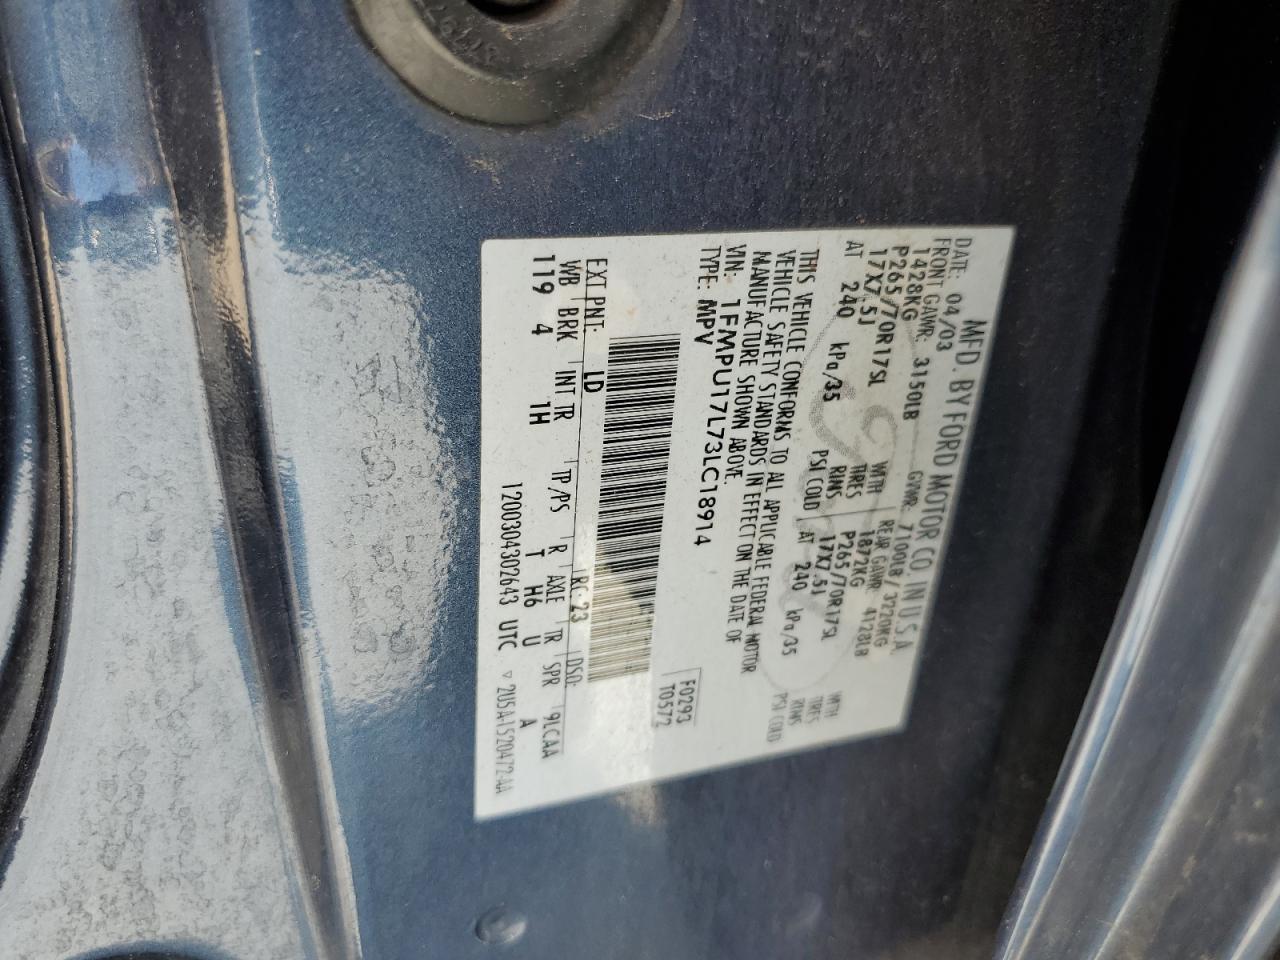 MFD. BY FORD MOTOR CO. IN U.S.A.
DATE: 04/03 GVWR: 7100LB/3220KG
FRONT GAWR: 3150LB REAR GAWR: 4128LB
1428KG 1872KG
P265/70R17SL WITH TIRES P265/70R17SL WITH TIRES
17X7.5J RIMS 17X7.5J RIMS
AT 240 kPa/35 PSI COLD AT 240 kPa/35 PSI COLD
THIS VEHICLE CONFORMS TO ALL APPLICABLE FEDERAL MOTOR
VEHICLE SAFETY STANDARDS IN EFFECT ON THE DATE OF
MANUFACTURE SHOWN ABOVE.
VIN: 1FMPU17L73LC18914
TYPE: MPV
F0293
T0572
EXT PNT: LD RC: 23 DSO:
WB BRK INT TR TP/PS R AXLE TR SPR 9LCAA
119 4 1H T H6 U A
1200304302643 UTC ▽ 2U5A-1520472-AA